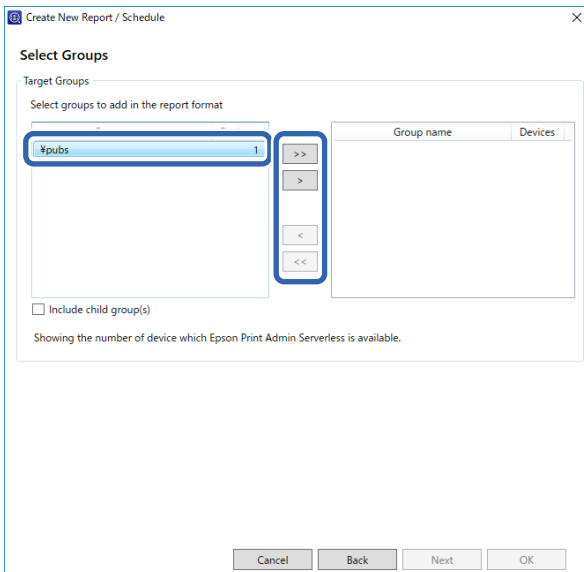 Create New Report / Schedule
Select Groups
Target Groups
Select groups to add in the report format
Group name Devices
¥pubs 1
>>
>
<
<<
Include child group(s)
Showing the number of device which Epson Print Admin Serverless is available.
Cancel Back Next OK